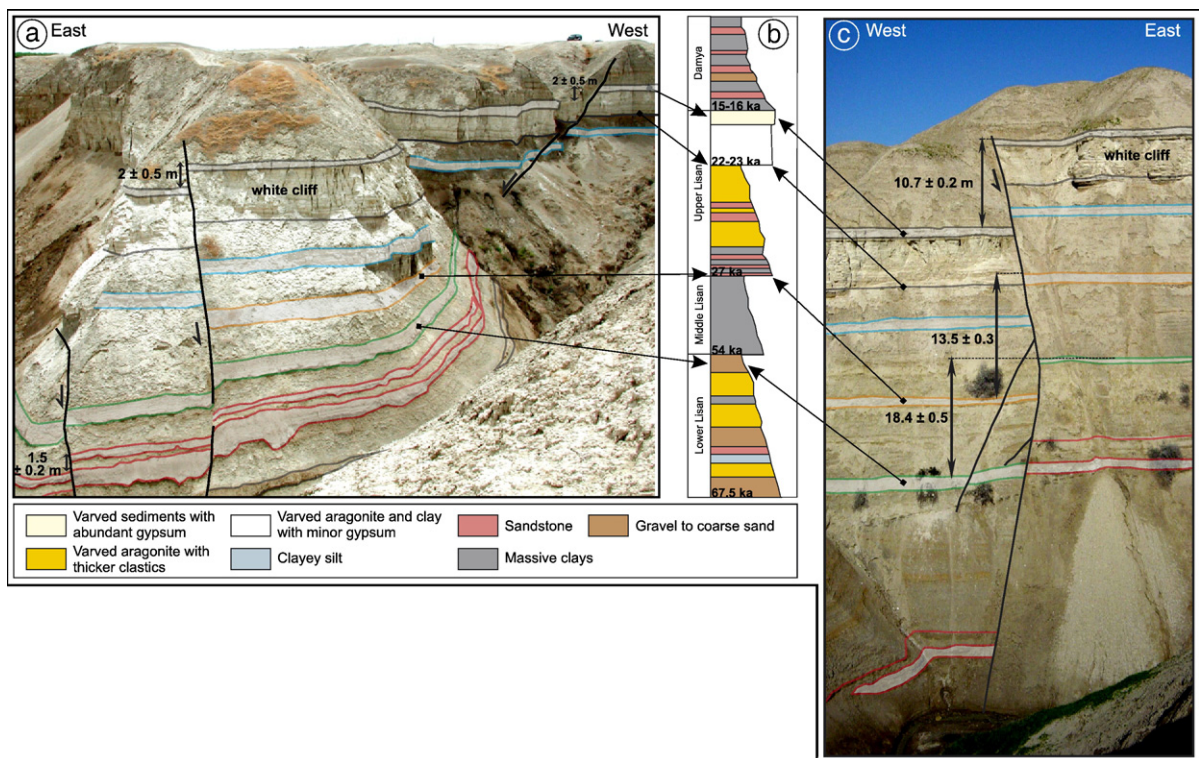 a
East
West
2 ± 0.5 m
2 ± 0.5 m
white cliff
1.5
± 0.2 m
b
Damya
15-16 ka
22-23 ka
Upper Lisan
27 ka
Middle Lisan
54 ka
Lower Lisan
67.5 ka
c
West
East
white cliff
10.7 ± 0.2 m
13.5 ± 0.3
18.4 ± 0.5
Varved sediments with
abundant gypsum
Varved aragonite and clay
with minor gypsum
Sandstone
Gravel to coarse sand
Varved aragonite with
thicker clastics
Clayey silt
Massive clays